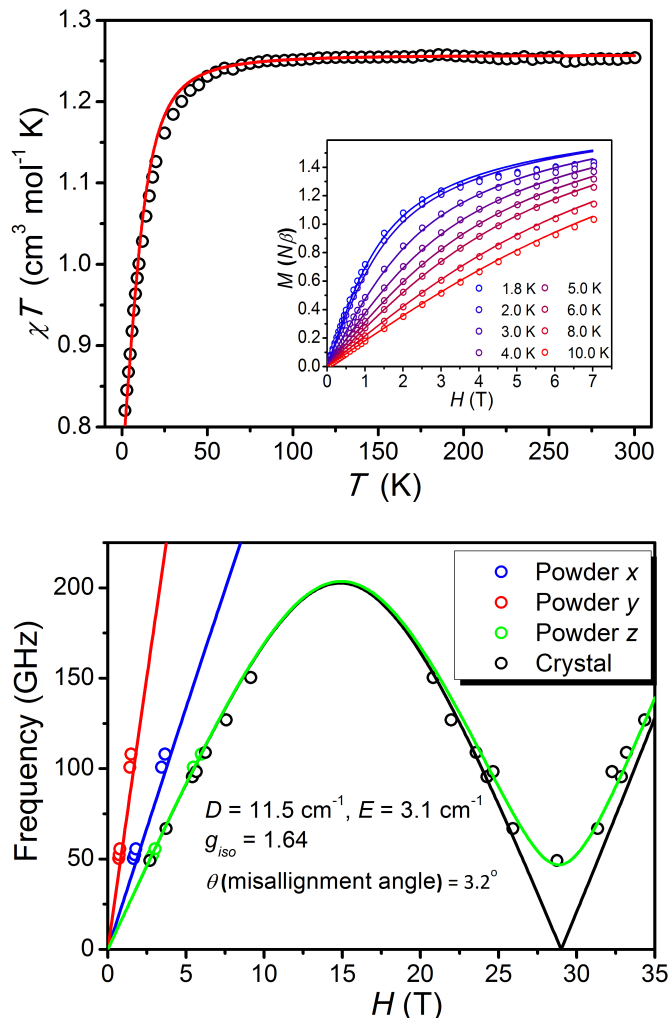 1.3
1.2
1.1
1.0
0.9
0.8
χT (cm³ mol⁻¹ K)
0 50 100 150 200 250 300
T (K)
1.4
1.2
1.0
0.8
0.6
0.4
0.2
0.0
M (Nβ)
1.8 K 5.0 K
2.0 K 6.0 K
3.0 K 8.0 K
4.0 K 10.0 K
0 1 2 3 4 5 6 7
H (T)
200
150
100
50
0
Frequency (GHz)
Powder x
Powder y
Powder z
Crystal
D = 11.5 cm⁻¹, E = 3.1 cm⁻¹
g_iso = 1.64
θ (misallignment angle) = 3.2°
0 5 10 15 20 25 30 35
H (T)